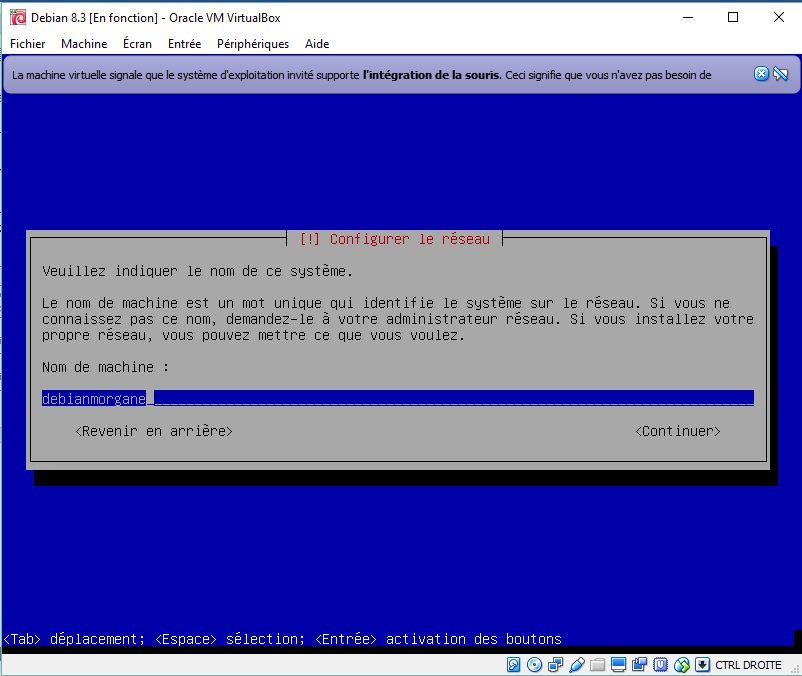 Debian 8.3 [En fonction] - Oracle VM VirtualBox
Fichier Machine Écran Entrée Périphériques Aide
La machine virtuelle signale que le système d'exploitation invité supporte l'intégration de la souris. Ceci signifie que vous n'avez pas besoin de
[!] Configurer le réseau
Veuillez indiquer le nom de ce système.
Le nom de machine est un mot unique qui identifie le système sur le réseau. Si vous ne
connaissez pas ce nom, demandez-le à votre administrateur réseau. Si vous installez votre
propre réseau, vous pouvez mettre ce que vous voulez.
Nom de machine :
debianmorgane
<Revenir en arrière> <Continuer>
<Tab> déplacement; <Espace> sélection; <Entrée> activation des boutons
CTRL DROITE